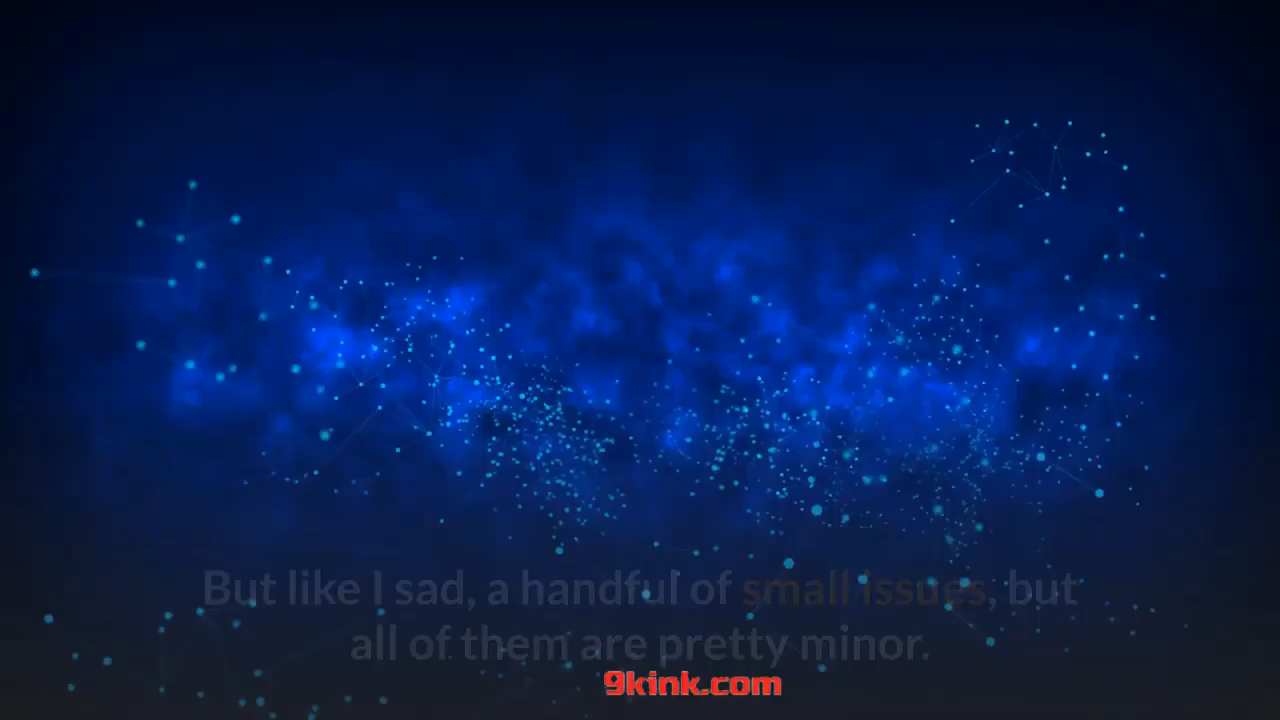 But like I sad, a handful of small issues, but
all of them are pretty minor.
9kink.com